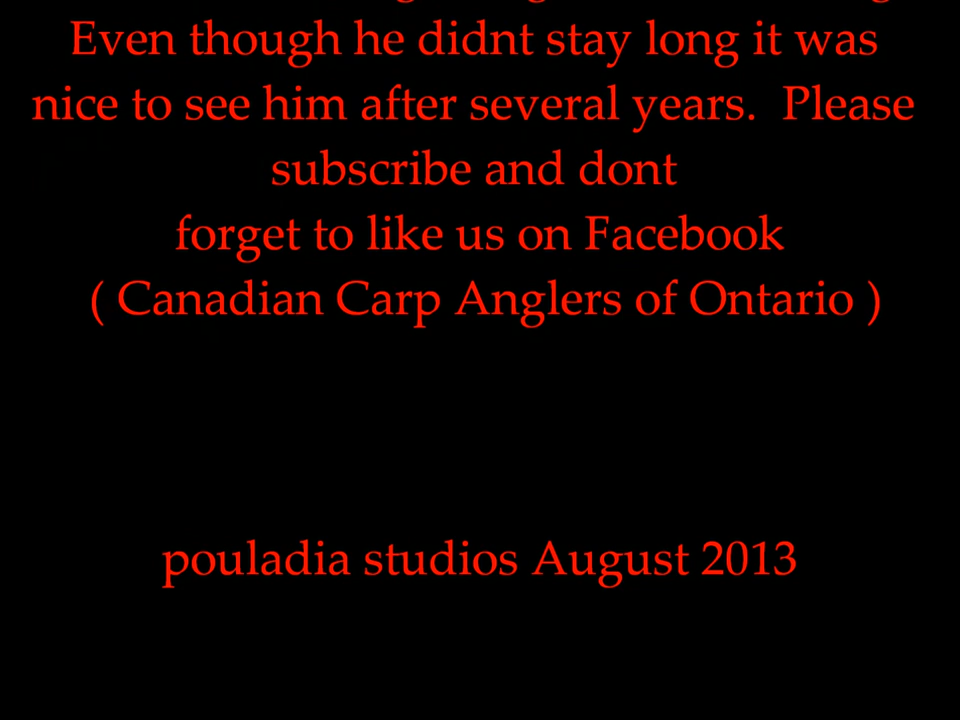 Even though he didnt stay long it was
nice to see him after several years.  Please
subscribe and dont
forget to like us on Facebook
( Canadian Carp Anglers of Ontario )
pouladia studios August 2013